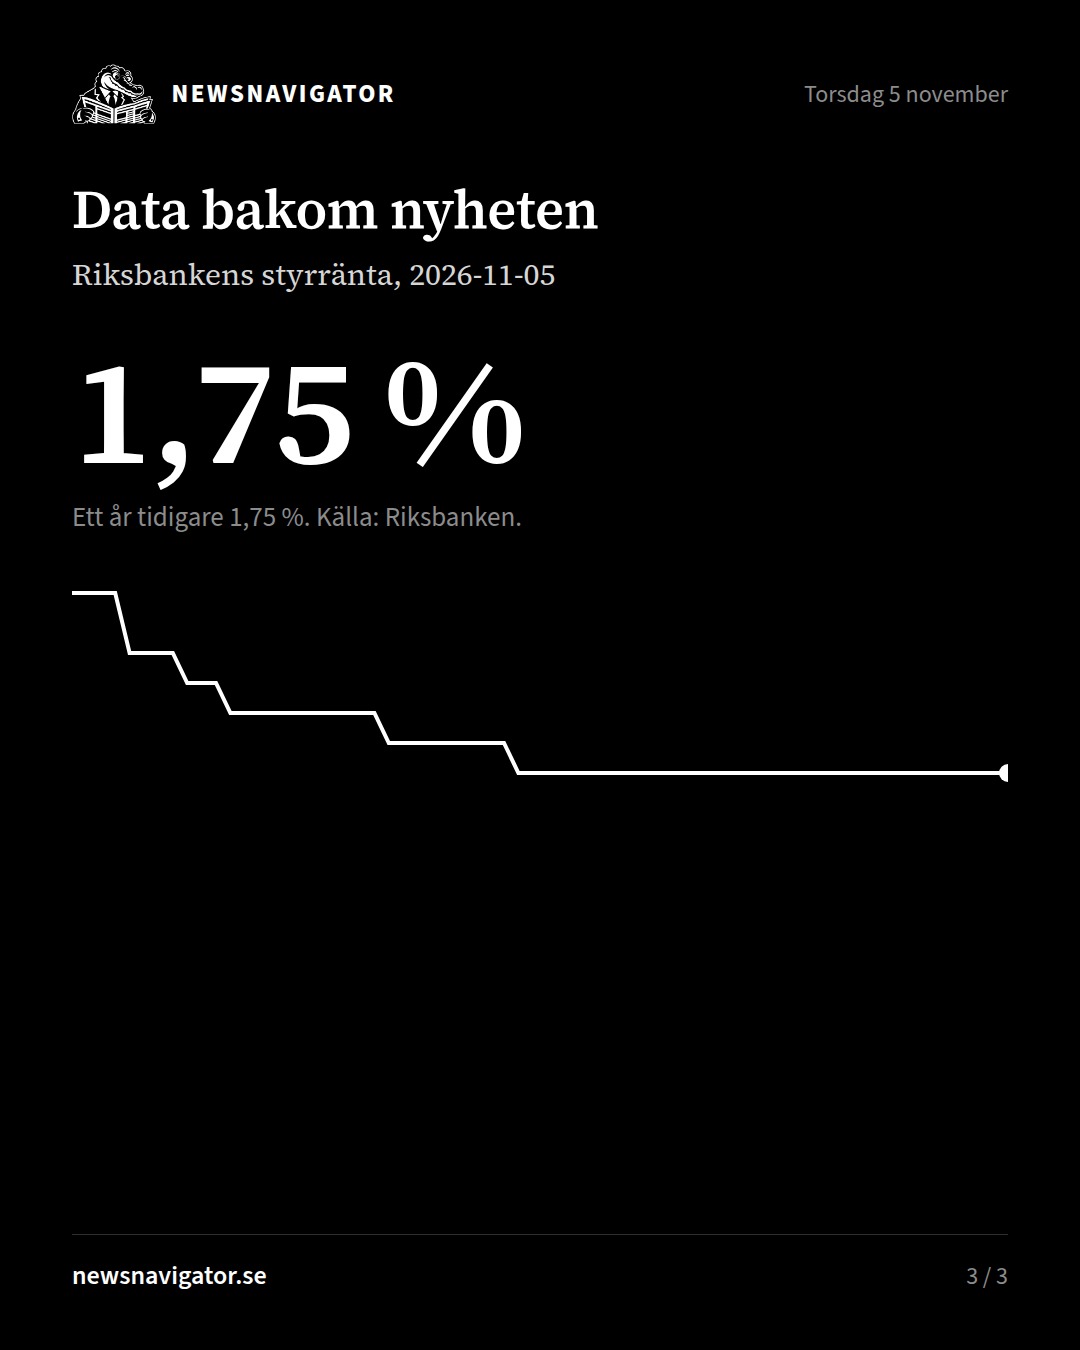 NEWSNAVIGATOR
Torsdag 5 november
Data bakom nyheten
Riksbankens styrränta, 2026-11-05
1,75 %
Ett år tidigare 1,75 %. Källa: Riksbanken.
newsnavigator.se
3 / 3